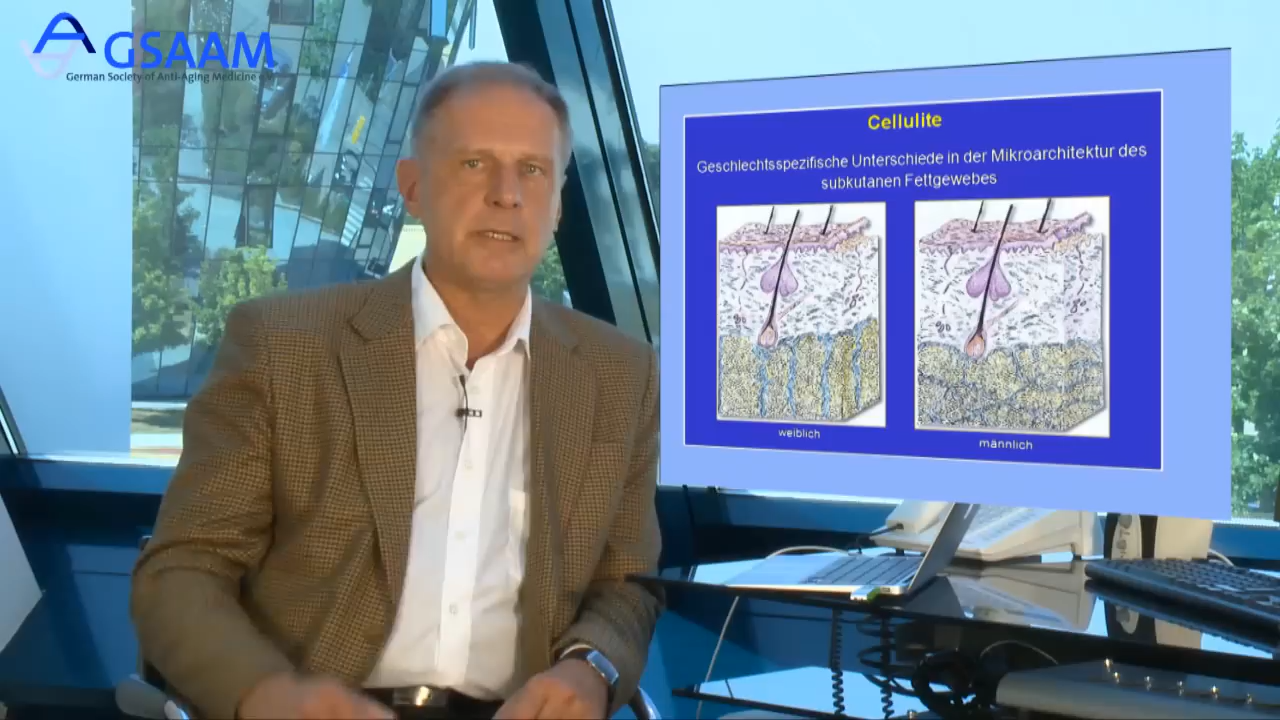 GSAAM
German Society of Anti-Aging Medicine e.V.
Cellulite
Geschlechtsspezifische Unterschiede in der Mikroarchitektur des
subkutanen Fettgewebes
weiblich
männlich